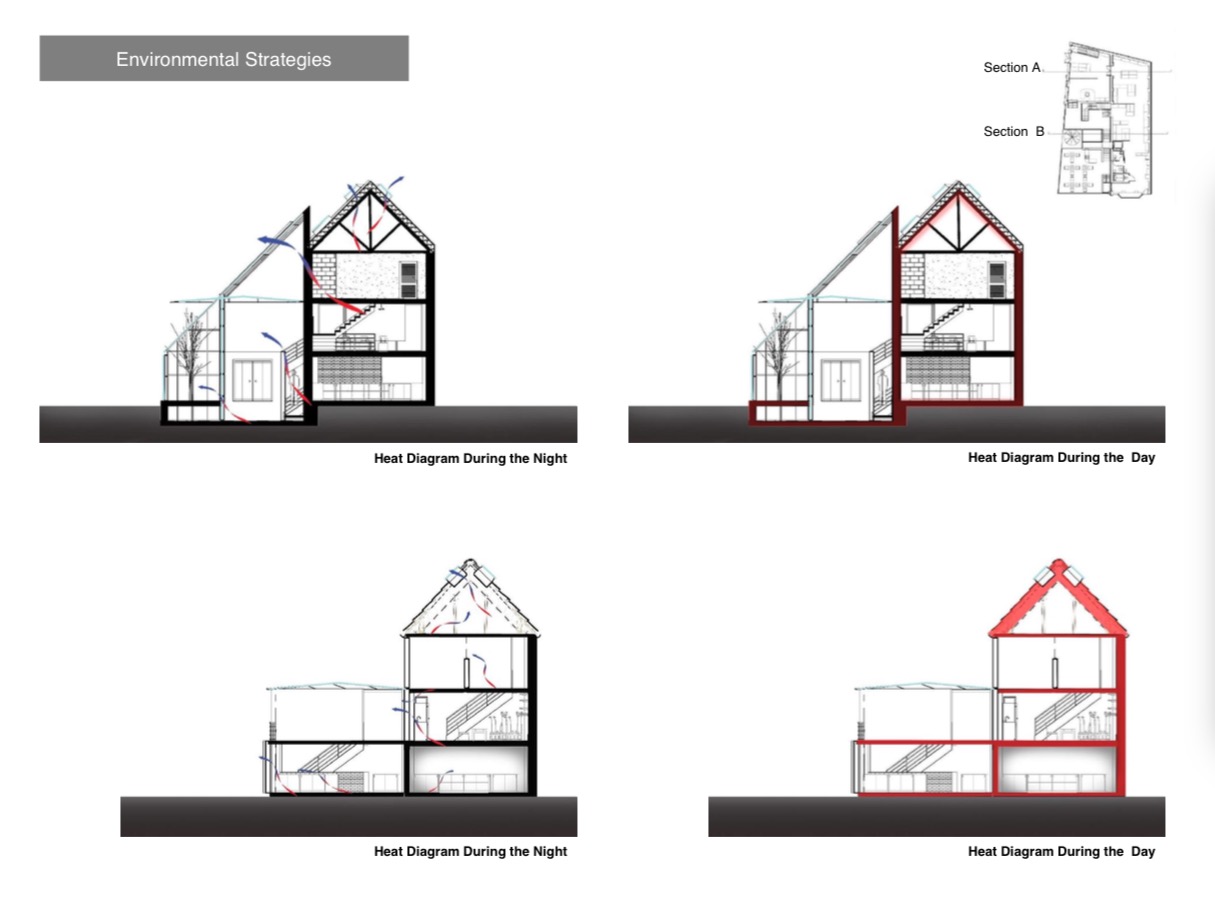 Environmental Strategies
Section A
Section B
Heat Diagram During the Night
Heat Diagram During the Day
Heat Diagram During the Night
Heat Diagram During the Day